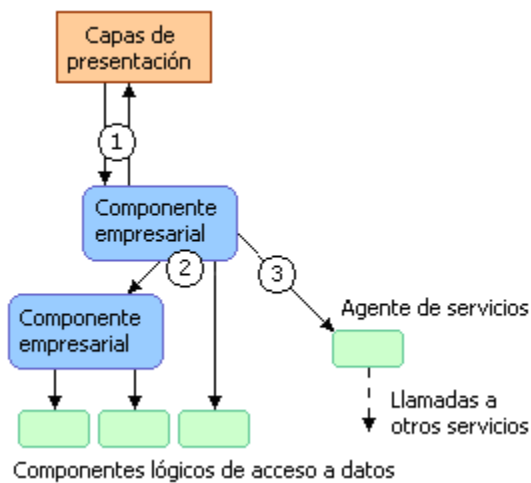 Capas de
presentación
1
Componente
empresarial
2
3
Componente
empresarial
Agente de servicios
Llamadas a
otros servicios
Componentes lógicos de acceso a datos